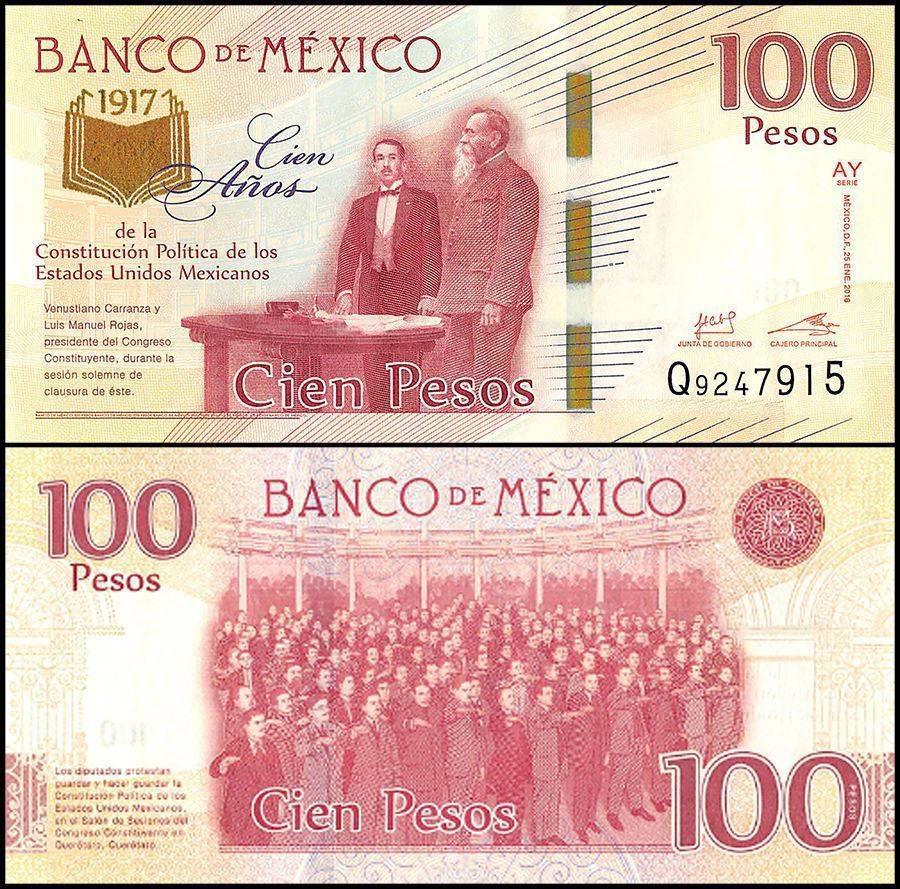 BANCO DE MÉXICO
1917
Cien
Años
de la
Constitución Política de los
Estados Unidos Mexicanos
Venustiano Carranza y
Luis Manuel Rojas,
presidente del Congreso
Constituyente, durante la
sesión solemne de
clausura de éste.
Cien Pesos
100
Pesos
AY
SERIE
MÉXICO, D.F., 25 ENE. 2016
JUNTA DE GOBIERNO CAJERO PRINCIPAL
Q9247915
100
Pesos
BANCO DE MÉXICO
Los diputados protestan
guardar y hacer guardar la
Constitución Política de los
Estados Unidos Mexicanos,
en el Salón de Sesiones del
Congreso Constituyente en
Querétaro, Querétaro.
Cien Pesos
100
PESOS